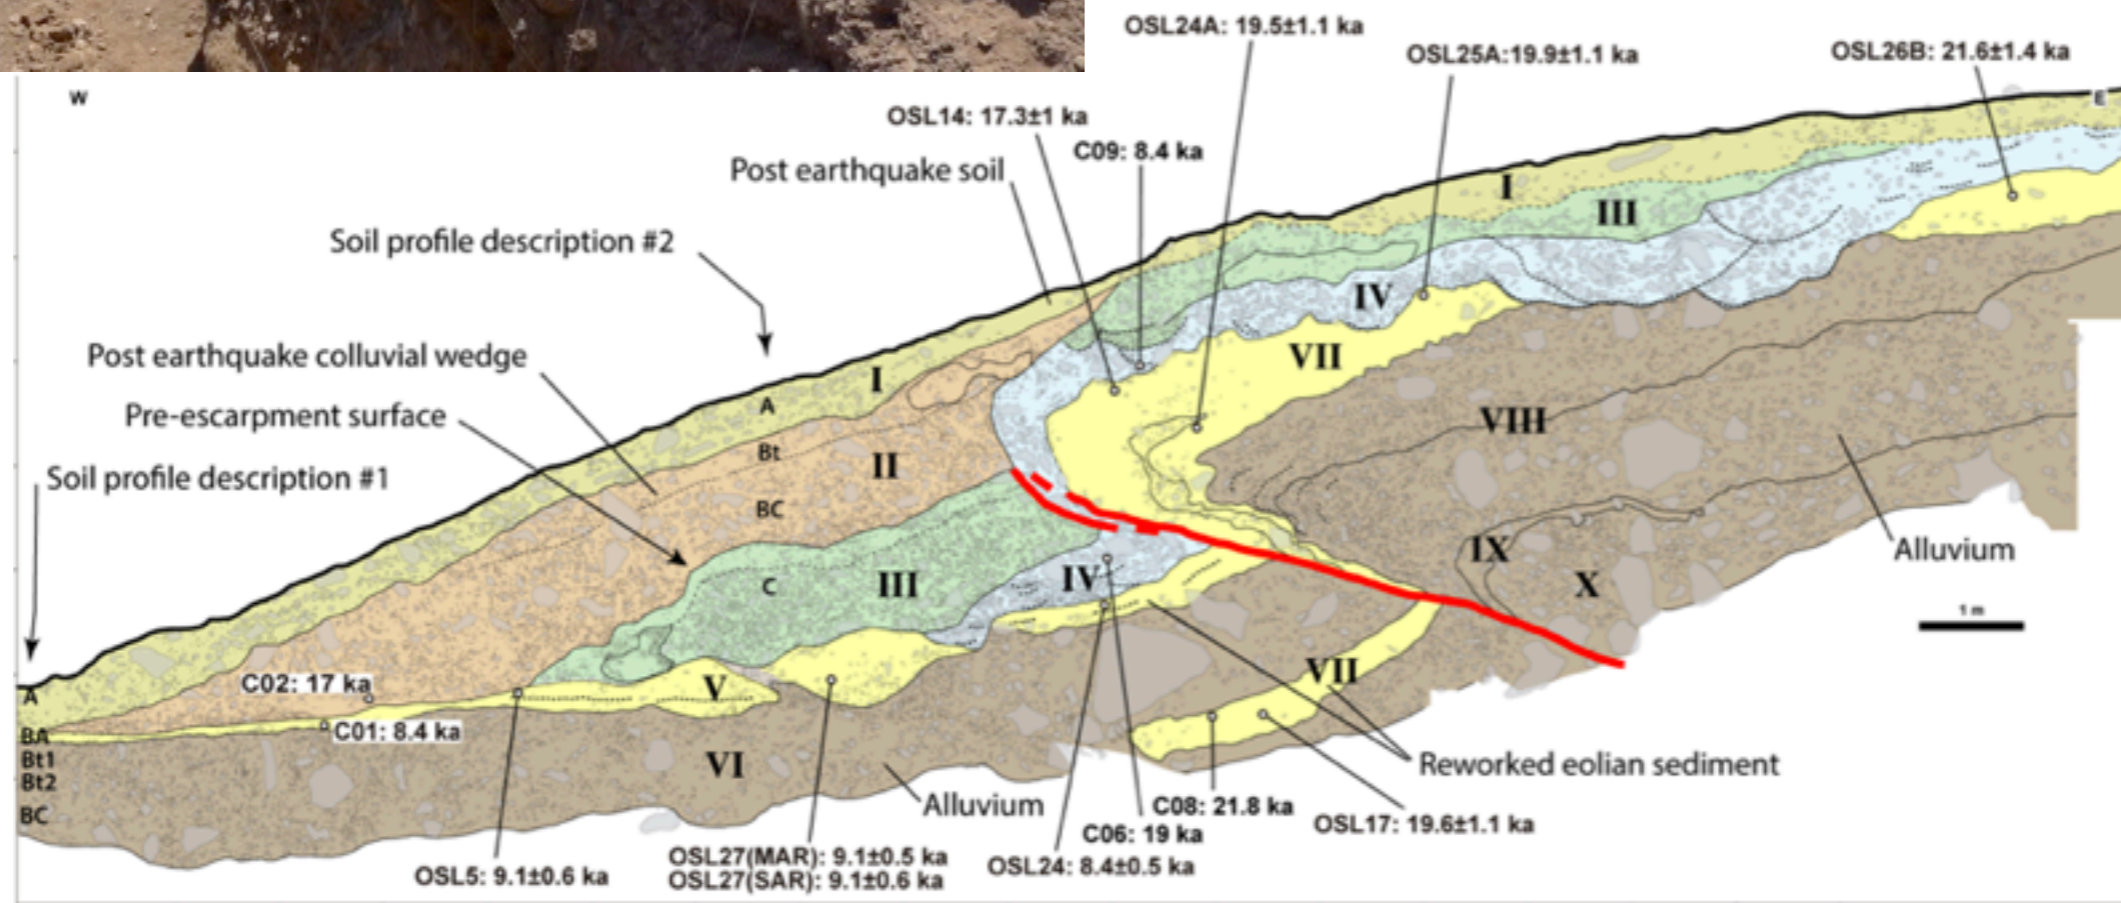 OSL24A: 19.5±1.1 ka
OSL25A:19.9±1.1 ka
OSL26B: 21.6±1.4 ka
W
E
OSL14: 17.3±1 ka
C09: 8.4 ka
Post earthquake soil
I
III
Soil profile description #2
IV
Post earthquake colluvial wedge
VII
I
A
Pre-escarpment surface
VIH
Bt
II
Soil profile description #1
BC
IX
Alluvium
X
C
III
IV
1 m
VII
C02: 17 ka
V
A
C01: 8.4 ka
BA
Bt1
Bt2
BC
VI
Reworked eolian sediment
Alluvium
C08: 21.8 ka
C06: 19 ka
OSL17: 19.6±1.1 ka
OSL27(MAR): 9.1±0.5 ka
OSL27(SAR): 9.1±0.6 ka
OSL24: 8.4±0.5 ka
OSL5: 9.1±0.6 ka